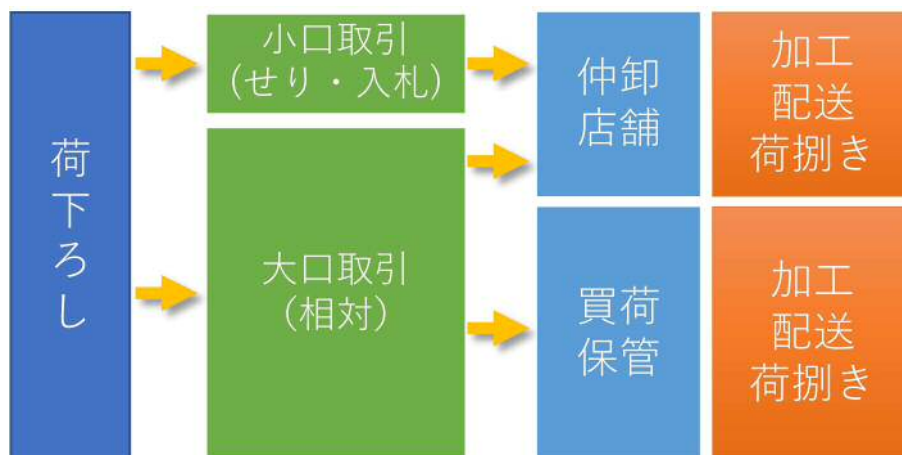 荷下ろし
小口取引
(せり・入札)
大口取引
(相対)
仲卸
店舗
買荷
保管
加工
配送
荷捌き
加工
配送
荷捌き